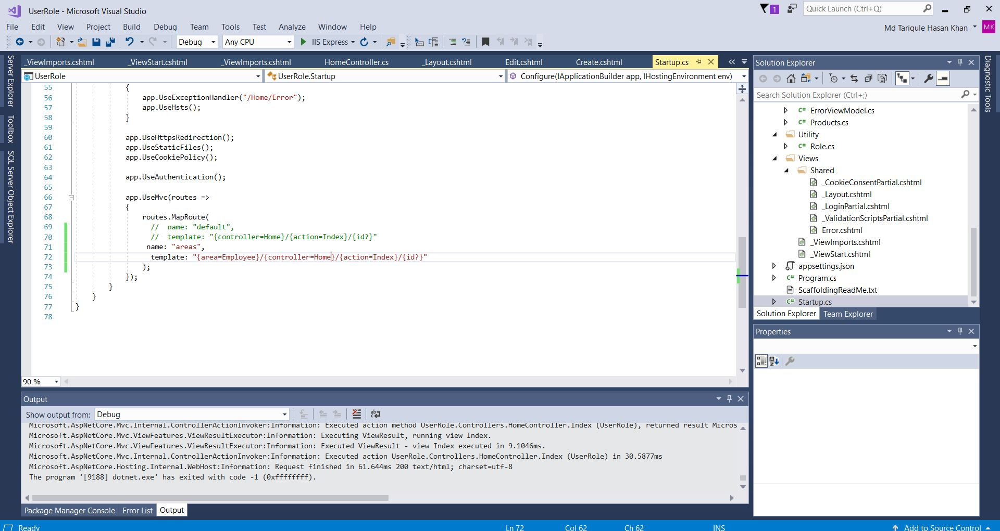 UserRole - Microsoft Visual Studio
1
Quick Launch (Ctrl+Q)
File Edit View Project Build Debug Team Tools Test Analyze Window Help
Md Tariqule Hasan Khan MK
Debug Any CPU IIS Express
Server Explorer
Toolbox
SQL Server Object Explorer
_ViewImports.cshtml _ViewStart.cshtml _ViewImports.cshtml HomeController.cs _Layout.cshtml Edit.cshtml Create.cshtml Startup.cs
UserRole UserRole.Startup Configure(IApplicationBuilder app, IHostingEnvironment env)
55 {
56 app.UseExceptionHandler("/Home/Error");
57 app.UseHsts();
58 }
59
60 app.UseHttpsRedirection();
61 app.UseStaticFiles();
62 app.UseCookiePolicy();
63
64 app.UseAuthentication();
65
66 app.UseMvc(routes =>
67 {
68 routes.MapRoute(
69 // name: "default",
70 // template: "{controller=Home}/{action=Index}/{id?}"
71 name: "areas",
72 template: "{area=Employee}/{controller=Home}/{action=Index}/{id?}"
73 );
74 });
75 }
76 }
77 }
78
90 %
Output
Show output from: Debug
Microsoft.AspNetCore.Mvc.Internal.ControllerActionInvoker:Information: Executed action method UserRole.Controllers.HomeController.Index (UserRole), returned result Micros
Microsoft.AspNetCore.Mvc.ViewFeatures.ViewResultExecutor:Information: Executing ViewResult, running view Index.
Microsoft.AspNetCore.Mvc.ViewFeatures.ViewResultExecutor:Information: Executed ViewResult - view Index executed in 9.1046ms.
Microsoft.AspNetCore.Mvc.Internal.ControllerActionInvoker:Information: Executed action UserRole.Controllers.HomeController.Index (UserRole) in 30.5877ms
Microsoft.AspNetCore.Hosting.Internal.WebHost:Information: Request finished in 61.644ms 200 text/html; charset=utf-8
The program '[9188] dotnet.exe' has exited with code -1 (0xffffffff).
Package Manager Console Error List Output
Solution Explorer
Search Solution Explorer (Ctrl+;)
C# ErrorViewModel.cs
C# Products.cs
Utility
C# Role.cs
Views
Shared
_CookieConsentPartial.cshtml
_Layout.cshtml
_LoginPartial.cshtml
_ValidationScriptsPartial.cshtml
Error.cshtml
_ViewImports.cshtml
_ViewStart.cshtml
appsettings.json
C# Program.cs
ScaffoldingReadMe.txt
C# Startup.cs
Solution Explorer Team Explorer
Properties
Diagnostic Tools
Ready Ln 72 Col 62 Ch 62 INS Add to Source Control